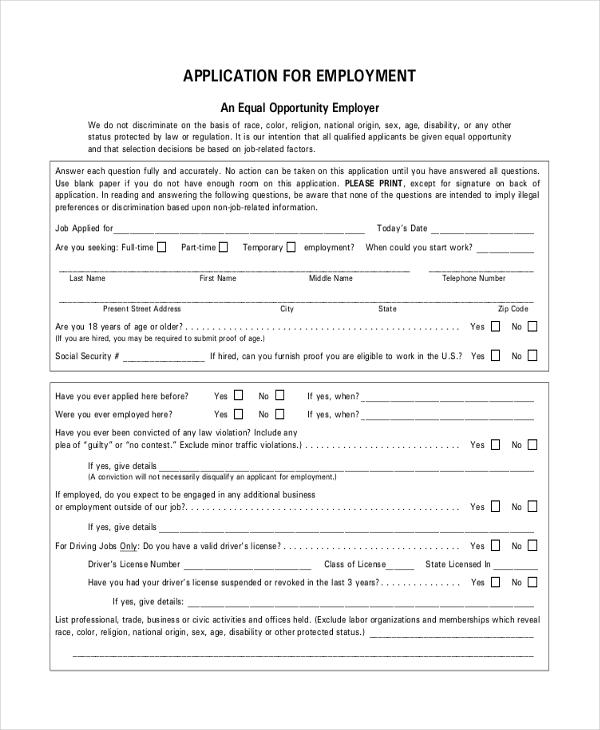 APPLICATION FOR EMPLOYMENT
An Equal Opportunity Employer
We do not discriminate on the basis of race, color, religion, national origin, sex, age, disability, or any other
status protected by law or regulation. It is our intention that all qualified applicants be given equal opportunity
and that selection decisions be based on job-related factors.
Answer each question fully and accurately. No action can be taken on this application until you have answered all questions.
Use blank paper if you do not have enough room on this application. PLEASE PRINT, except for signature on back of
application. In reading and answering the following questions, be aware that none of the questions are intended to imply illegal
preferences or discrimination based upon non-job-related information.
Job Applied for Today's Date
Are you seeking: Full-time Part-time Temporary employment? When could you start work?
Last Name First Name Middle Name Telephone Number
Present Street Address City State Zip Code
Are you 18 years of age or older? Yes No
(If you are hired, you may be required to submit proof of age.)
Social Security # If hired, can you furnish proof you are eligible to work in the U.S.? Yes No
Have you ever applied here before? Yes No If yes, when?
Were you ever employed here? Yes No If yes, when?
Have you ever been convicted of any law violation? Include any
plea of "guilty" or "no contest." Exclude minor traffic violations.) Yes No
If yes, give details
(A conviction will not necessarily disqualify an applicant for employment.)
If employed, do you expect to be engaged in any additional business
or employment outside of our job? Yes No
If yes, give details
For Driving Jobs Only: Do you have a valid driver's license? Yes No
Driver's License Number Class of License State Licensed In
Have you had your driver's license suspended or revoked in the last 3 years? Yes No
If yes, give details:
List professional, trade, business or civic activities and offices held. (Exclude labor organizations and memberships which reveal
race, color, religion, national origin, sex, age, disability or other protected status.)